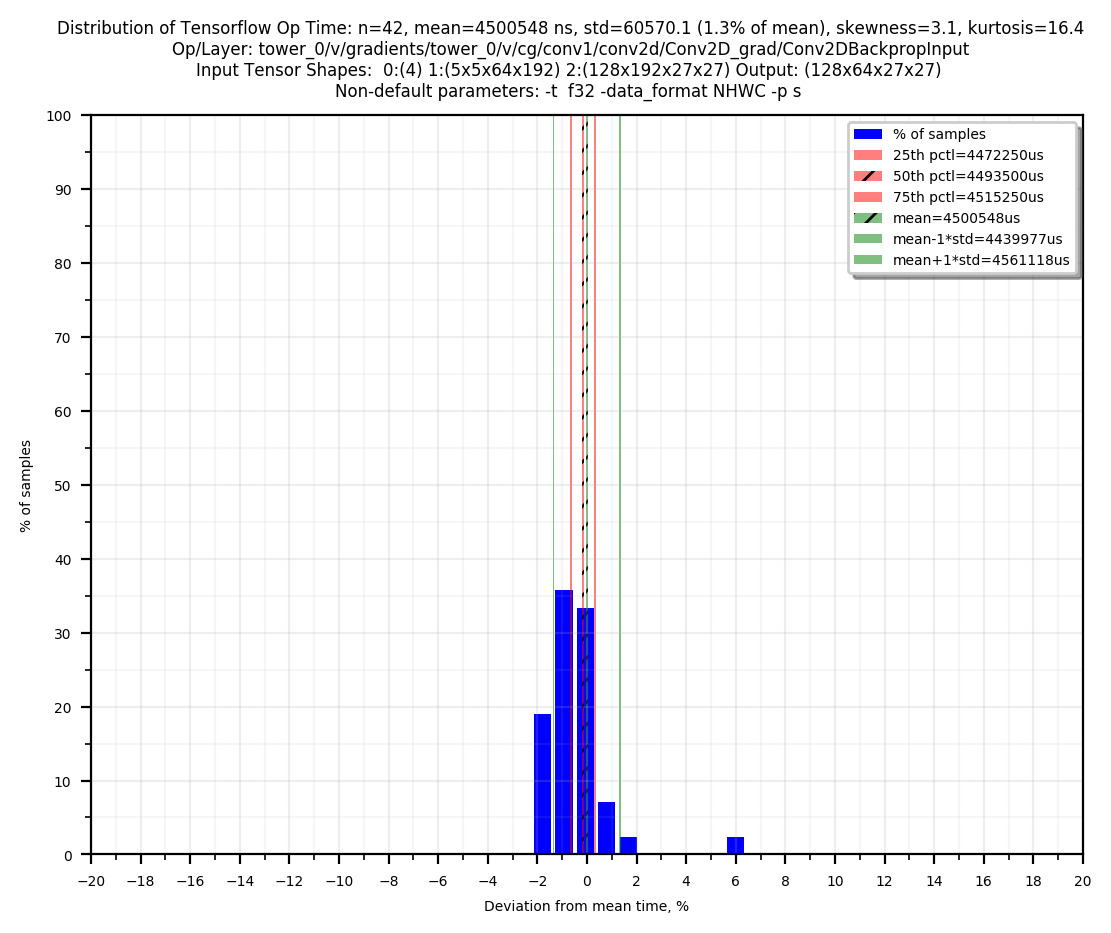 Distribution of Tensorflow Op Time: n=42, mean=4500548 ns, std=60570.1 (1.3% of mean), skewness=3.1, kurtosis=16.4
Op/Layer: tower_0/v/gradients/tower_0/v/cg/conv1/conv2d/Conv2D_grad/Conv2DBackpropInput
Input Tensor Shapes:  0:(4) 1:(5x5x64x192) 2:(128x192x27x27) Output: (128x64x27x27)
Non-default parameters: -t  f32 -data_format NHWC -p s
% of samples
25th pctl=4472250us
50th pctl=4493500us
75th pctl=4515250us
mean=4500548us
mean-1*std=4439977us
mean+1*std=4561118us
100
90
80
70
60
50
40
30
20
10
0
% of samples
−20 −18 −16 −14 −12 −10 −8 −6 −4 −2 0 2 4 6 8 10 12 14 16 18 20
Deviation from mean time, %